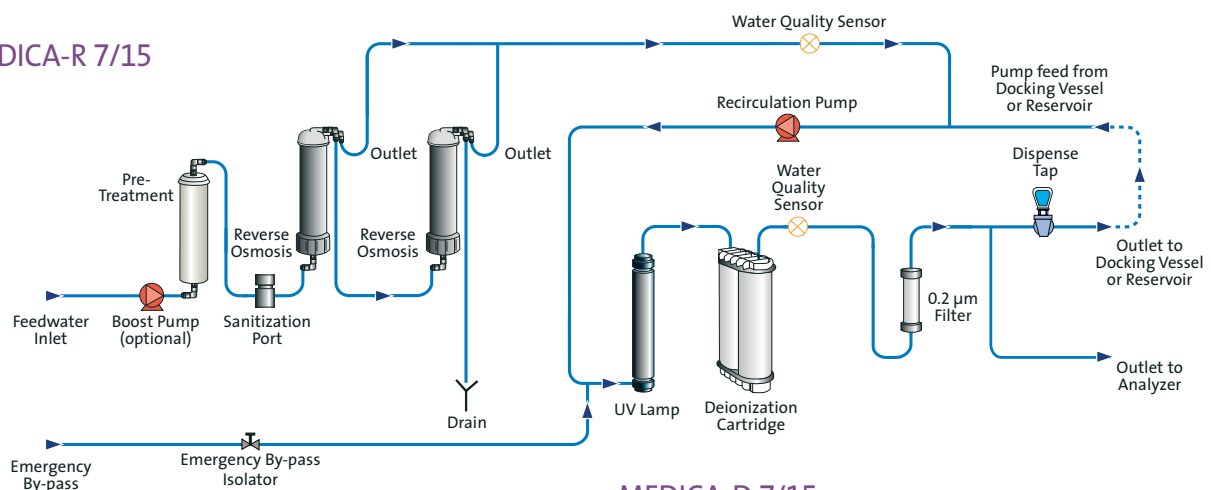 DICA-R 7/15
Water Quality Sensor
Pump feed from
Docking Vessel
or Reservoir
Recirculation Pump
Outlet
Outlet
Dispense
Tap
Pre-
Treatment
Water
Quality
Sensor
Reverse
Osmosis
Reverse
Osmosis
Outlet to
Docking Vessel
or Reservoir
0.2 µm
Filter
Feedwater
Inlet
Boost Pump
(optional)
Sanitization
Port
Outlet to
Analyzer
UV Lamp
Deionization
Cartridge
Drain
Emergency By-pass
Isolator
Emergency
By-pass
MEDICA-D 7/15